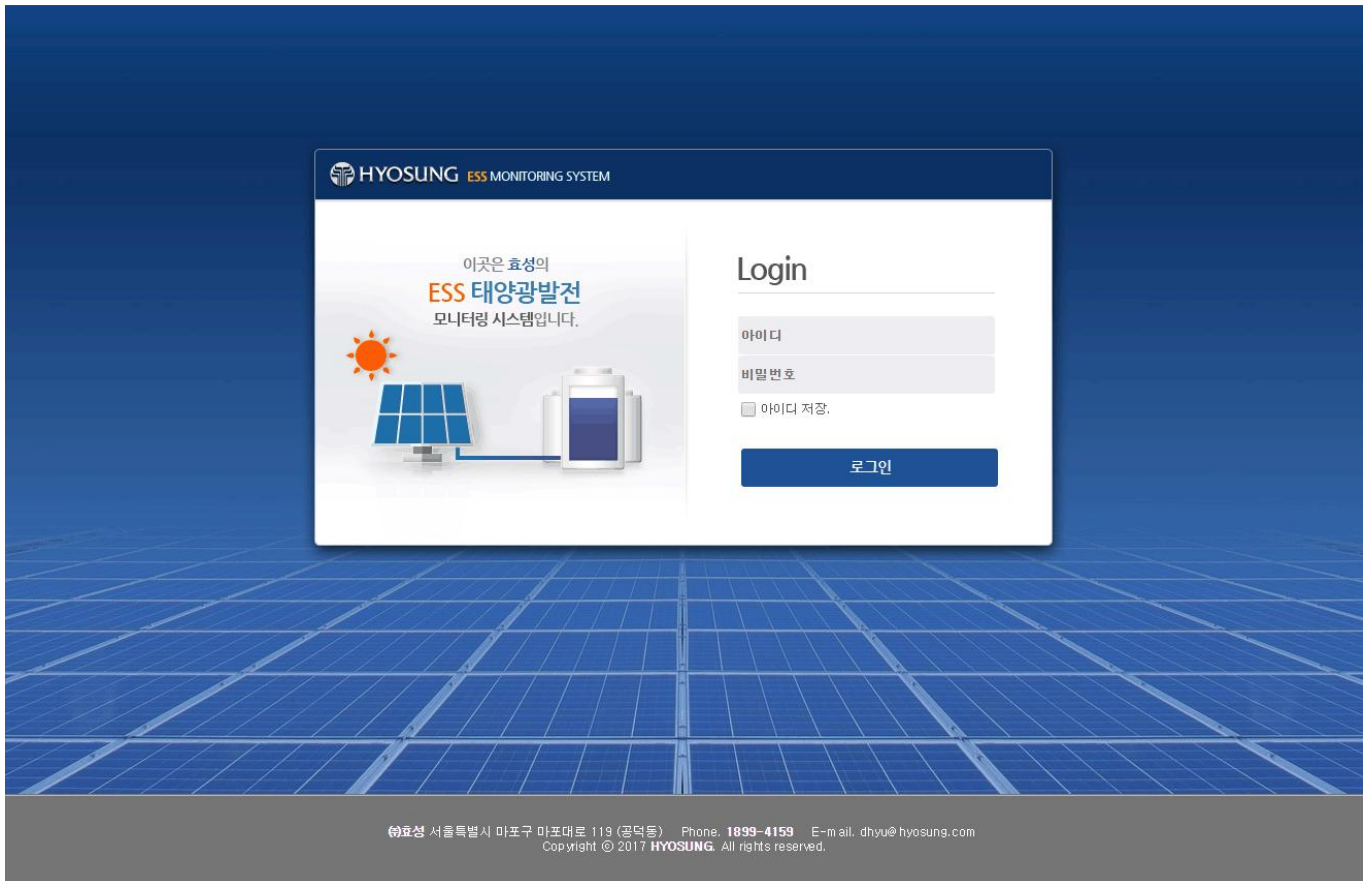 HYOSUNG ESS MONITORING SYSTEM
이곳은 효성의
ESS 태양광발전
모니터링 시스템입니다.
Login
아이디
비밀번호
아이디 저장.
로그인
㈜효성 서울특별시 마포구 마포대로 119 (공덕동) Phone. 1899-4159 E-mail. dhyu@hyosung.com
Copyright ⓒ 2017 HYOSUNG. All rights reserved.